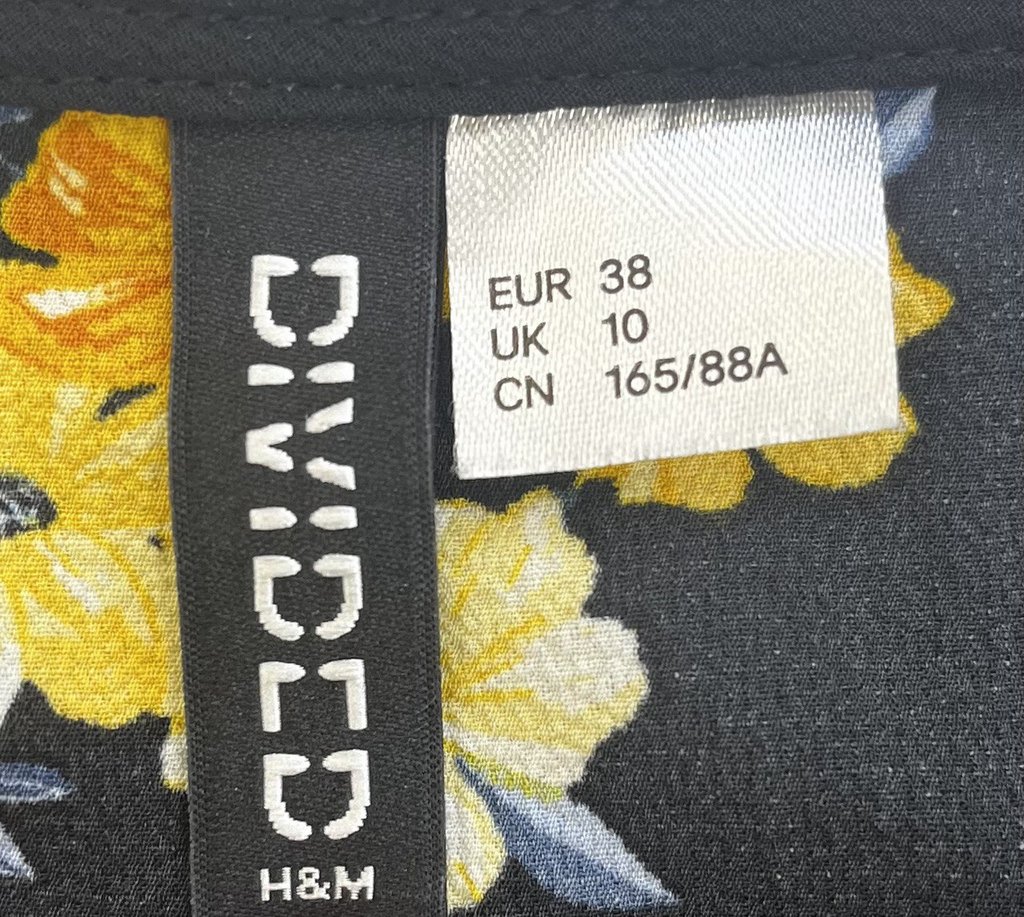 DIVIDED
H&M
EUR 38
UK 10
CN 165/88A